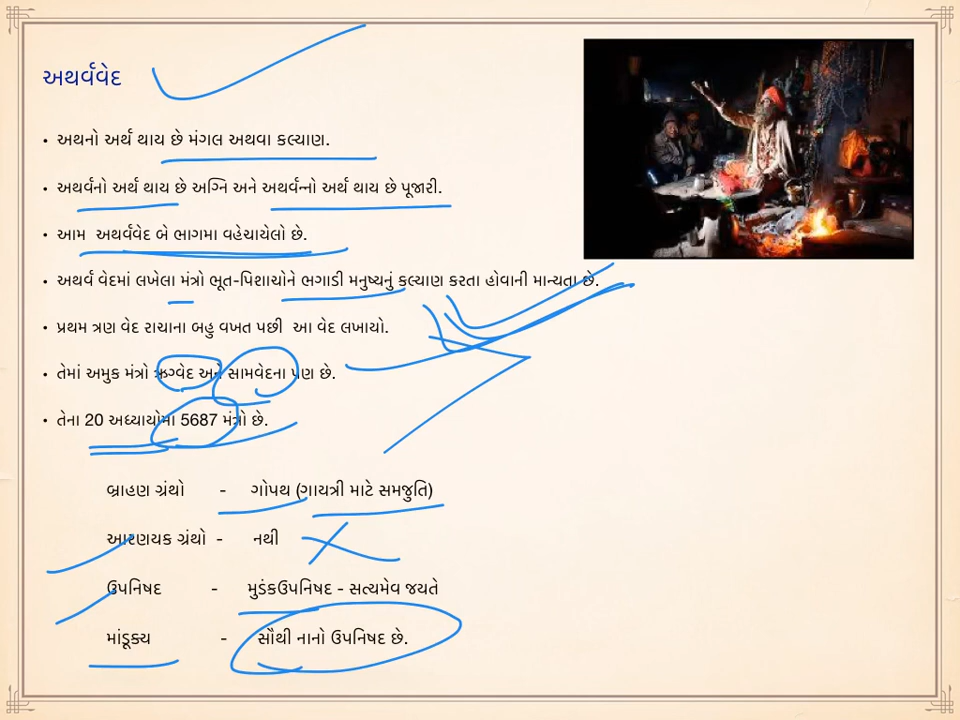 અથર્વવેદ
• અથનો અર્થ થાય છે મંગલ અથવા કલ્યાણ.
• અથર્વનો અર્થ થાય છે અગ્નિ અને અથર્વન્નો અર્થ થાય છે પૂજારી.
• આમ અથર્વવેદ બે ભાગમા વહેચાયેલો છે.
• અથર્વ વેદમાં લખેલા મંત્રો ભૂત-પિશાચોને ભગાડી મનુષ્યનું કલ્યાણ કરતા હોવાની માન્યતા છે.
• પ્રથમ ત્રણ વેદ રાચાના બહુ વખત પછી આ વેદ લખાયો.
• તેમાં અમુક મંત્રો ઋગ્વેદ અને સામવેદના પણ છે.
• તેના 20 અધ્યાયોમા 5687 મંત્રો છે.
બ્રાહણ ગ્રંથો - ગોપથ (ગાયત્રી માટે સમજુતિ)
આરણયક ગ્રંથો - નથી
ઉપનિષદ - મુડંકઉપનિષદ - સત્યમેવ જયતે
માંડૂક્ય - સૌથી નાનો ઉપનિષદ છે.